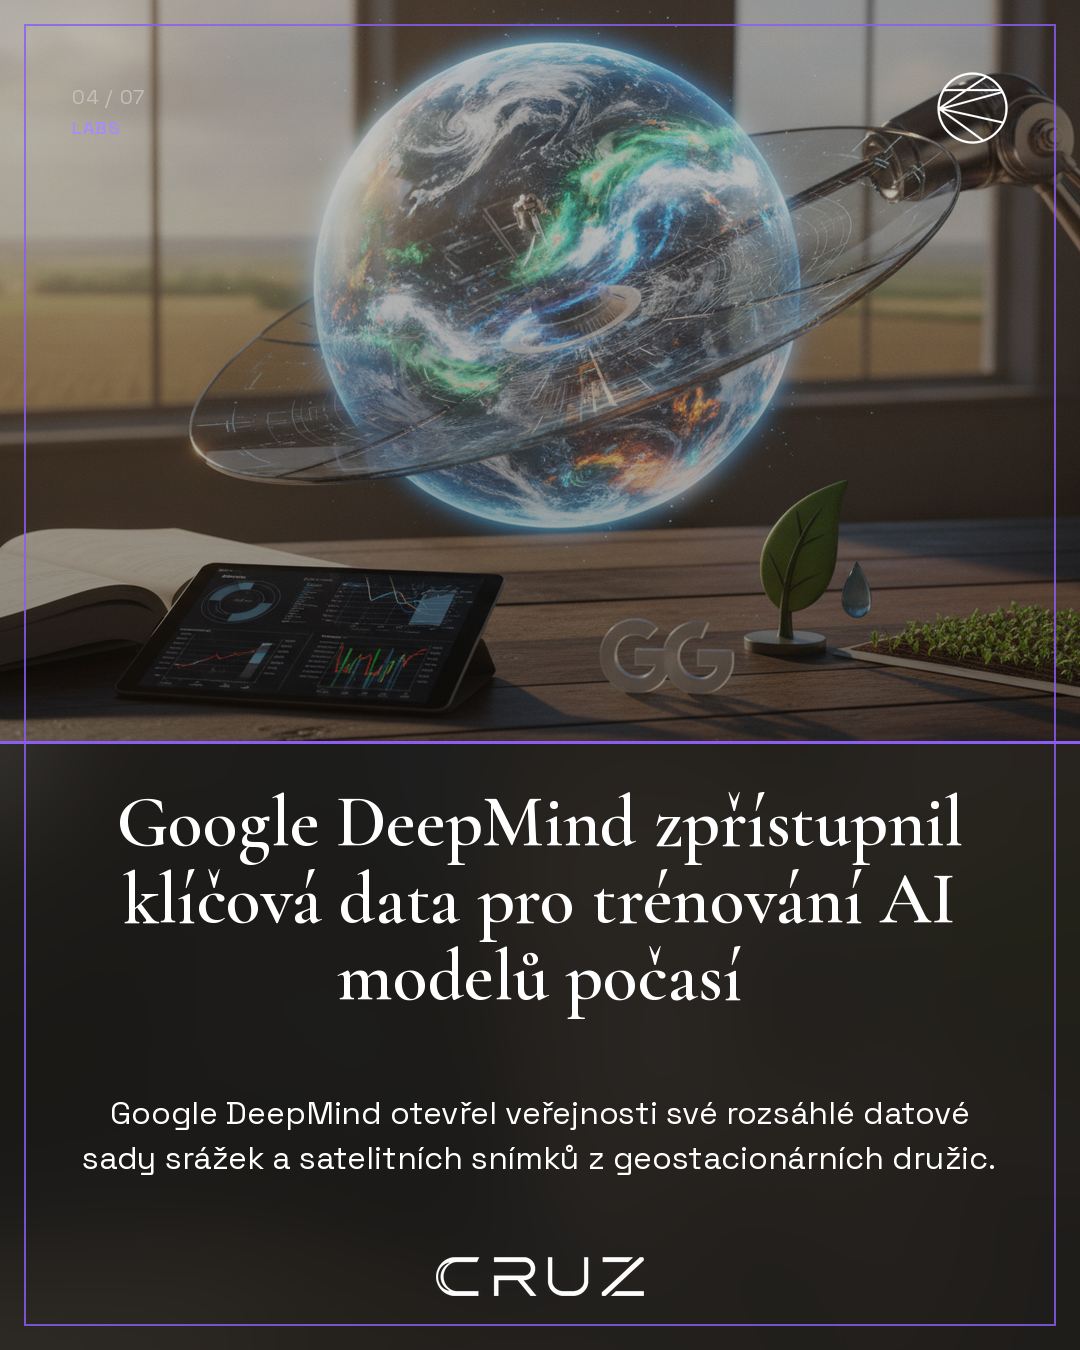 04 / 07
LABS
GG
Google DeepMind zpřístupnil
klíčová data pro trénování AI
modelů počasí
Google DeepMind otevřel veřejnosti své rozsáhlé datové
sady srážek a satelitních snímků z geostacionárních družic.
CRUZ